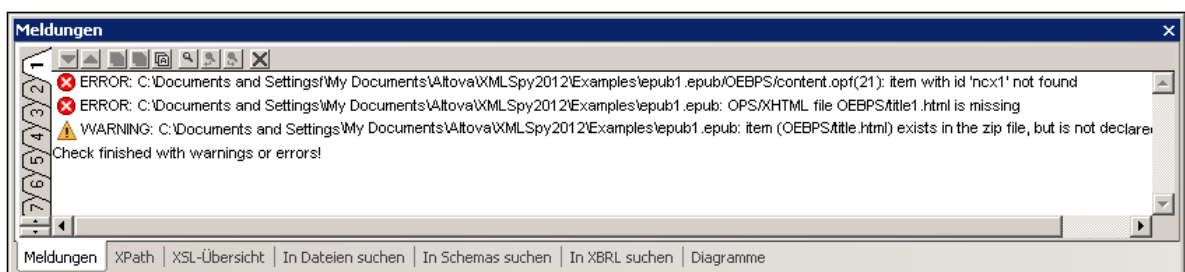 Meldungen
1
2
3
4
5
6
7
ERROR: C:\Documents and Settingsf\My Documents\Altova\XMLSpy2012\Examples\epub1.epub/OEBPS/content.opf(21): item with id 'ncx1' not found
ERROR: C:\Documents and Settings\My Documents\Altova\XMLSpy2012\Examples\epub1.epub: OPS/XHTML file OEBPS/title1.html is missing
WARNING: C:\Documents and Settings\My Documents\Altova\XMLSpy2012\Examples\epub1.epub: item (OEBPS/title.html) exists in the zip file, but is not declare
Check finished with warnings or errors!
Meldungen XPath XSL-Übersicht In Dateien suchen In Schemas suchen In XBRL suchen Diagramme